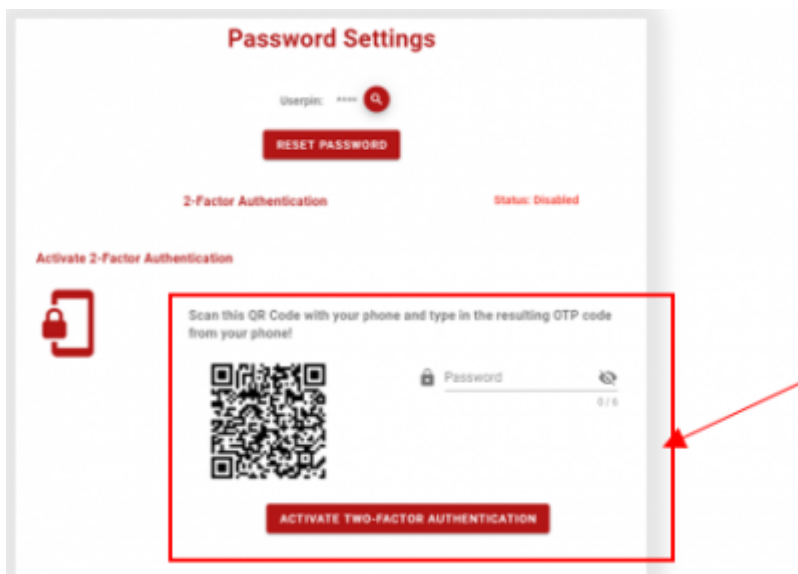 Password Settings
Userpin: ····
RESET PASSWORD
2-Factor Authentication Status: Disabled
Activate 2-Factor Authentication
Scan this QR Code with your phone and type in the resulting OTP code
from your phone!
Password
0 / 6
ACTIVATE TWO-FACTOR AUTHENTICATION